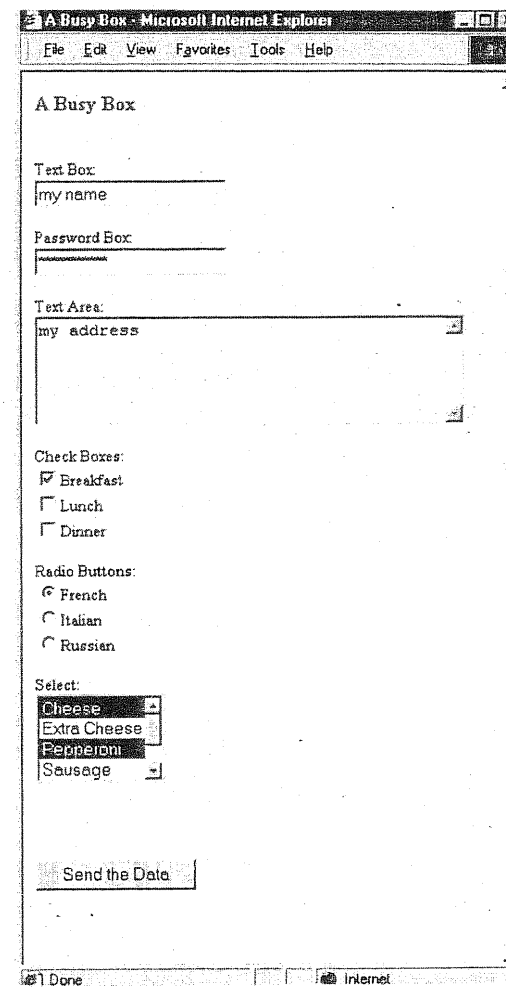 A Busy Box - Microsoft Internet Explorer
File Edit View Favorites Tools Help
A Busy Box
Text Box:
my name
Password Box:
Text Area:
my address
Check Boxes:
Breakfast
Lunch
Dinner
Radio Buttons:
French
Italian
Russian
Select:
Cheese
Extra Cheese
Pepperoni
Sausage
Send the Data
Done Internet